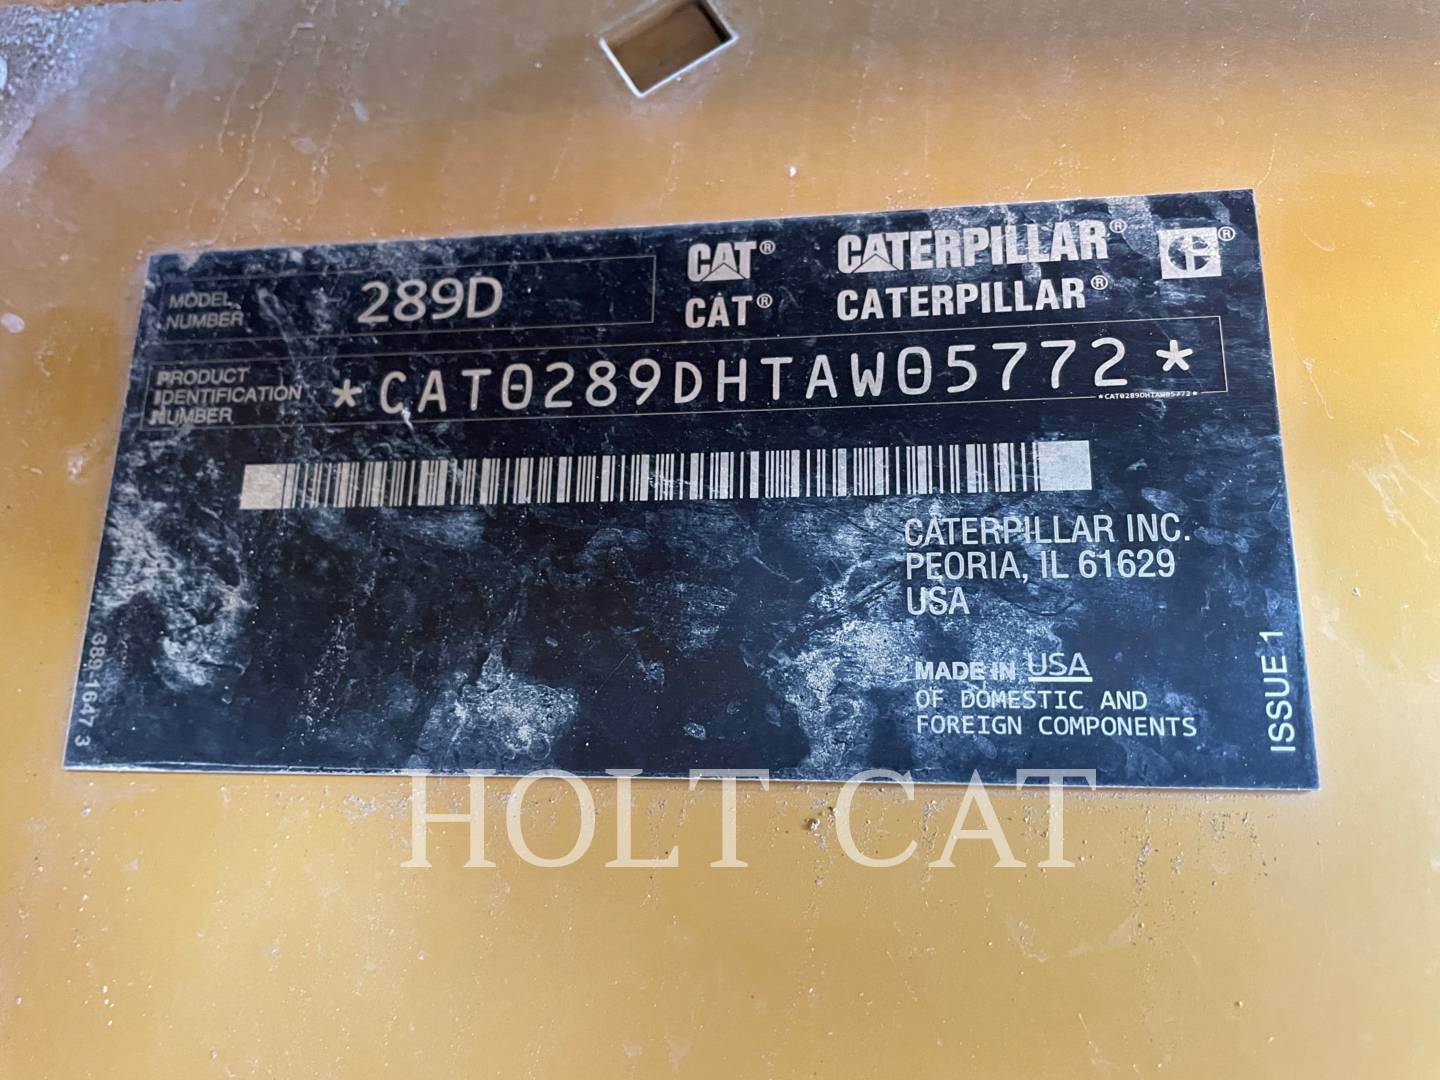 MODEL NUMBER 289D
CAT® CATERPILLAR® ®
CAT® CATERPILLAR®
PRODUCT IDENTIFICATION NUMBER *CAT0289DHTAW05772*
*CAT0289DHTAW05772*
CATERPILLAR INC.
PEORIA, IL 61629
USA
MADE IN USA
OF DOMESTIC AND
FOREIGN COMPONENTS
389-1647 3
ISSUE 1
HOLT CAT